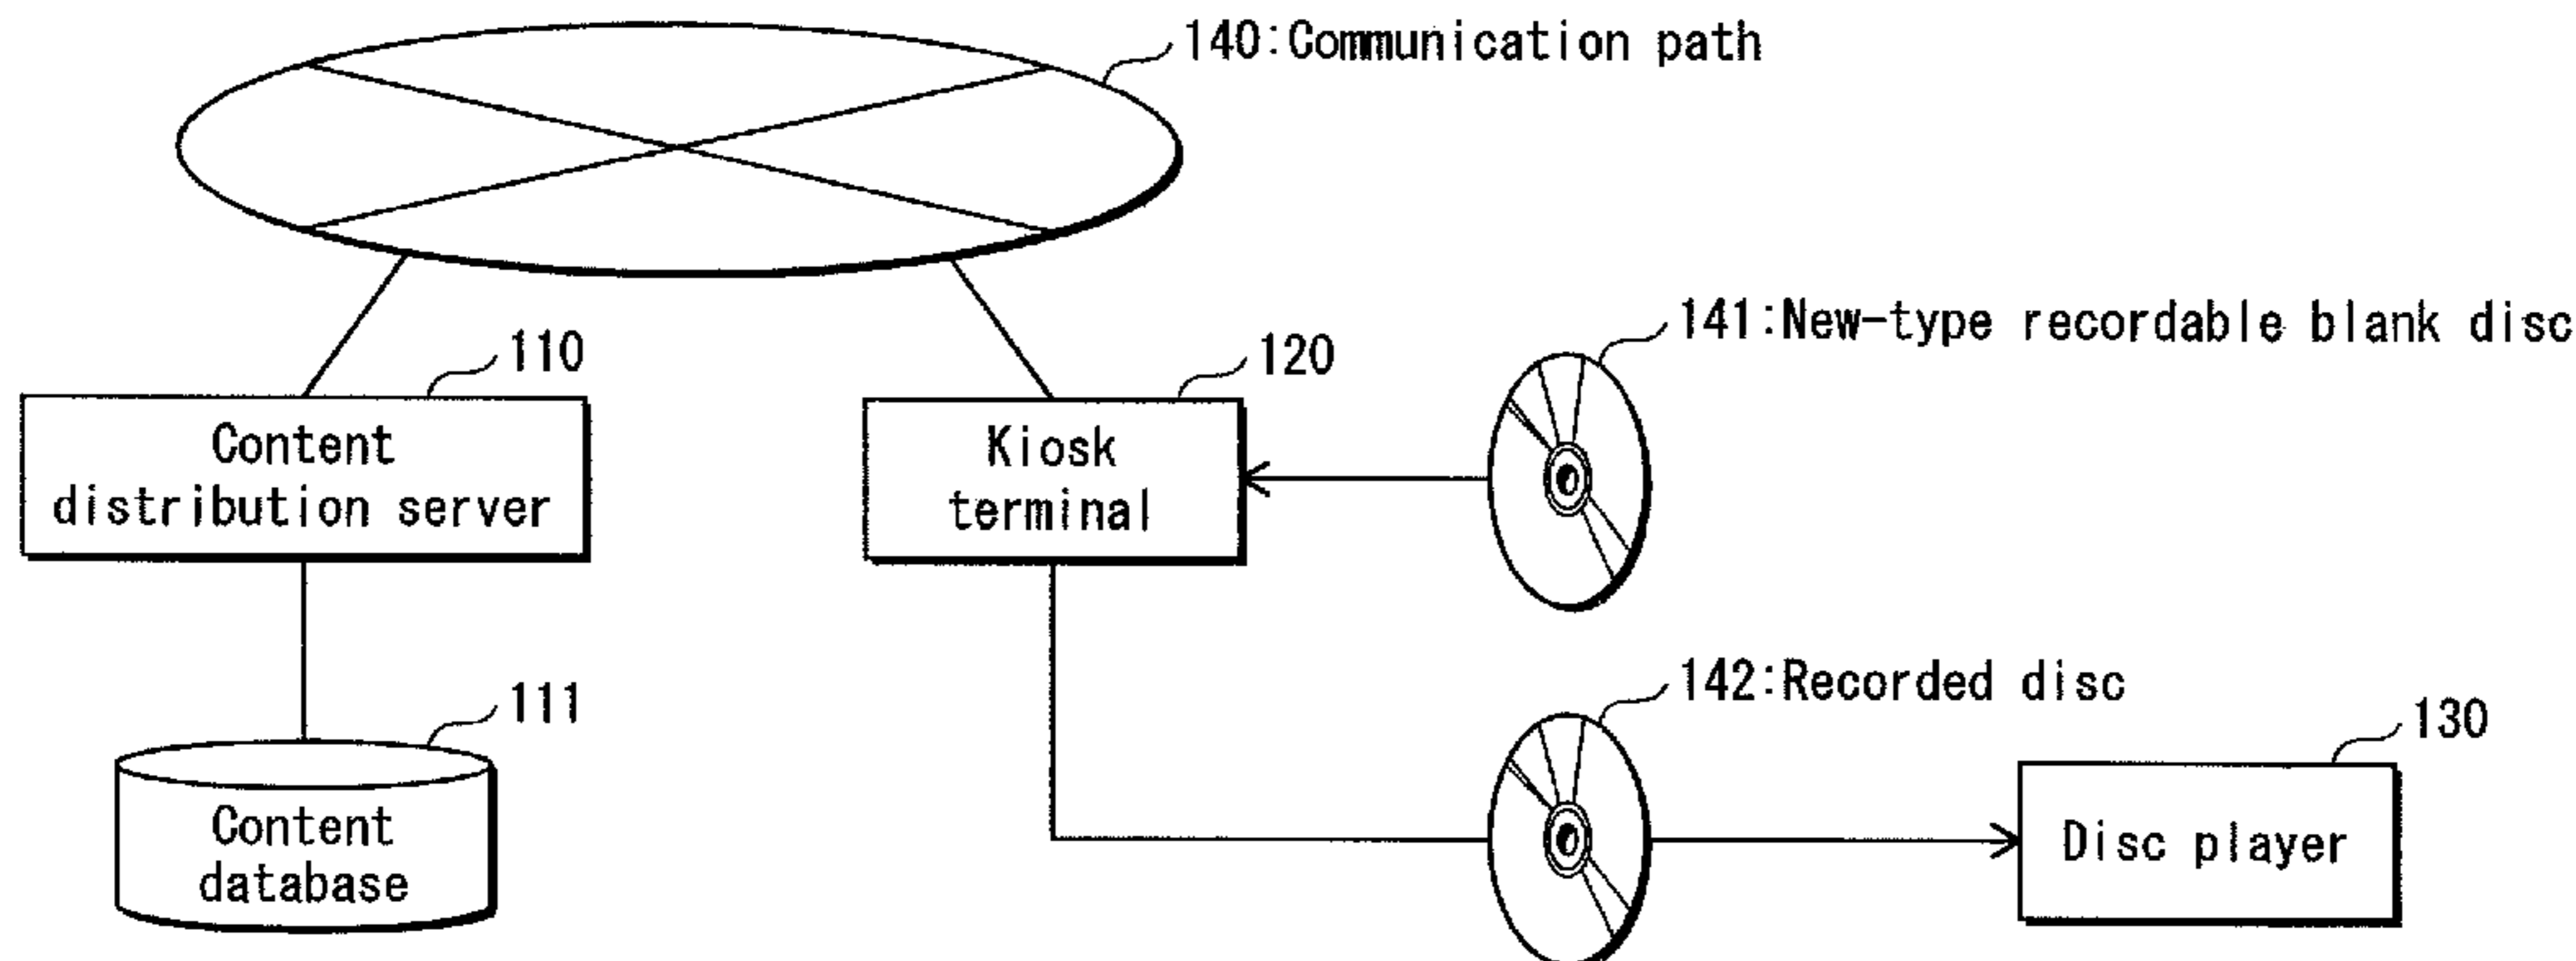 140:Communication path
141:New-type recordable blank disc
110
120
Content
distribution server
Kiosk
terminal
142:Recorded disc
111
130
Content
database
Disc player